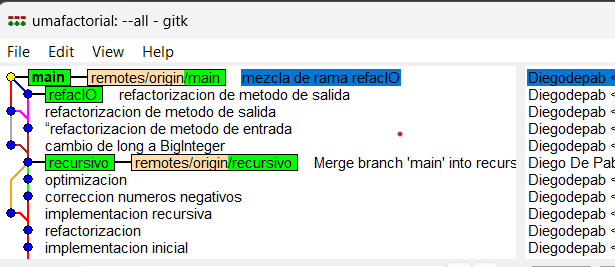 umafactorial: --all - gitk
File Edit View Help
main remotes/origin/main mezcla de rama refacIO Diegodepab <
refacIO refactorizacion de metodo de salida Diegodepab <
refactorizacion de metodo de salida Diegodepab <
“refactorizacion de metodo de entrada Diegodepab <
cambio de long a BigInteger Diegodepab <
recursivo remotes/origin/recursivo Merge branch 'main' into recurs Diego De Pab
optimizacion Diegodepab <
correccion numeros negativos Diegodepab <
implementacion recursiva Diegodepab <
refactorizacion Diegodepab <
implementacion inicial Diegodepab <